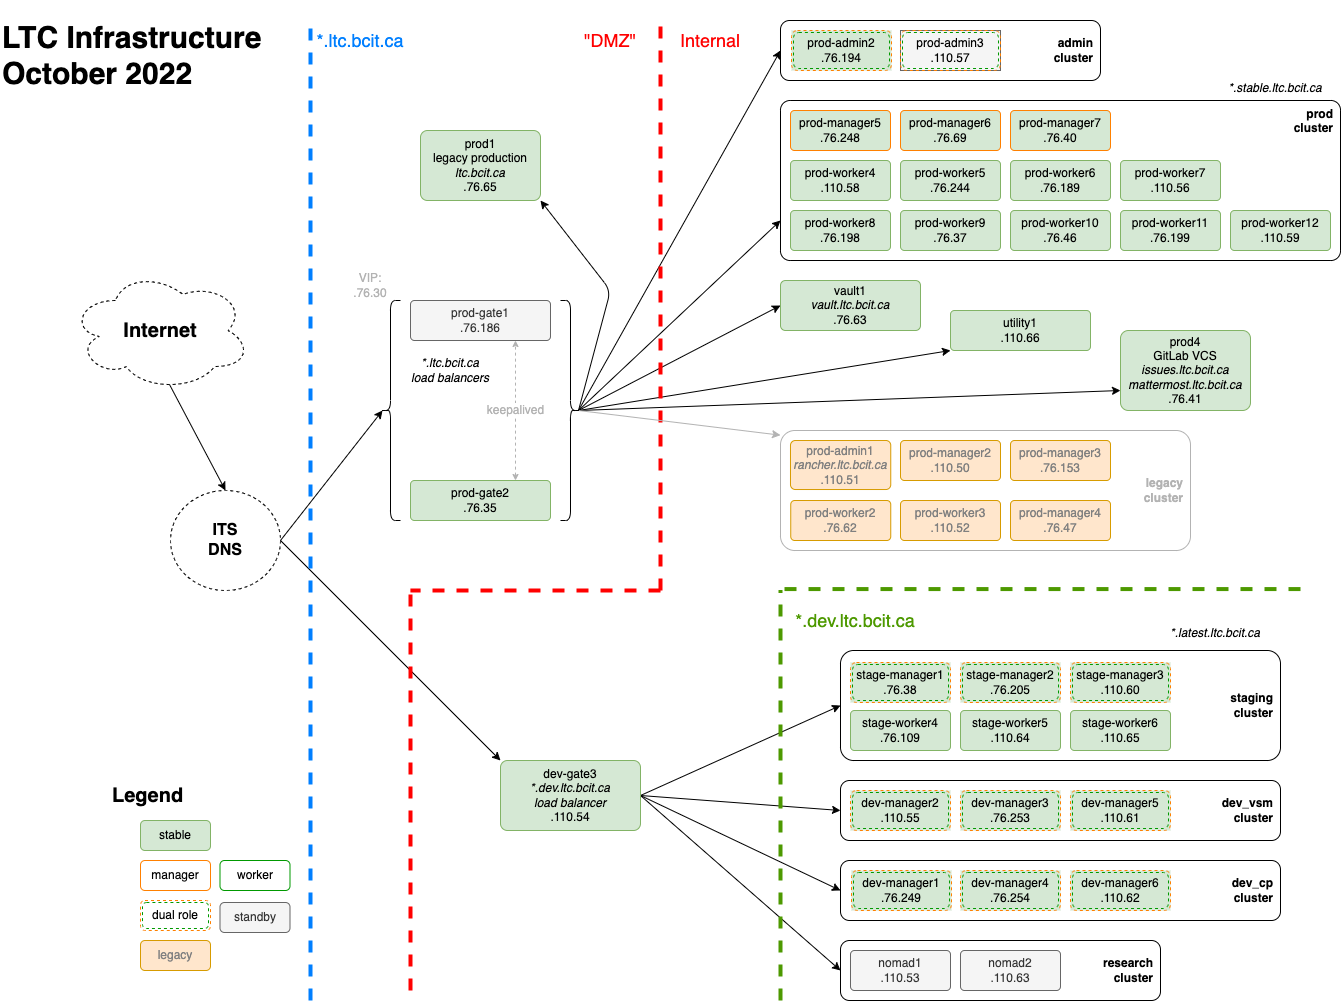 LTC Infrastructure
October 2022
*.ltc.bcit.ca
"DMZ"
Internal
prod-admin2
.76.194
prod-admin3
.110.57
admin
cluster
*.stable.ltc.bcit.ca
prod
cluster
prod-manager5
.76.248
prod-manager6
.76.69
prod-manager7
.76.40
prod-worker4
.110.58
prod-worker5
.76.244
prod-worker6
.76.189
prod-worker7
.110.56
prod-worker8
.76.198
prod-worker9
.76.37
prod-worker10
.76.46
prod-worker11
.76.199
prod-worker12
.110.59
prod1
legacy production
ltc.bcit.ca
.76.65
VIP:
.76.30
prod-gate1
.76.186
*.ltc.bcit.ca
load balancers
keepalived
prod-gate2
.76.35
Internet
ITS
DNS
vault1
vault.ltc.bcit.ca
.76.63
utility1
.110.66
prod4
GitLab VCS
issues.ltc.bcit.ca
mattermost.ltc.bcit.ca
.76.41
prod-admin1
rancher.ltc.bcit.ca
.110.51
prod-manager2
.110.50
prod-manager3
.76.153
legacy
cluster
prod-worker2
.76.62
prod-worker3
.110.52
prod-manager4
.76.47
*.dev.ltc.bcit.ca
*.latest.ltc.bcit.ca
stage-manager1
.76.38
stage-manager2
.76.205
stage-manager3
.110.60
staging
cluster
stage-worker4
.76.109
stage-worker5
.110.64
stage-worker6
.110.65
dev-gate3
*.dev.ltc.bcit.ca
load balancer
.110.54
dev-manager2
.110.55
dev-manager3
.76.253
dev-manager5
.110.61
dev_vsm
cluster
dev-manager1
.76.249
dev-manager4
.76.254
dev-manager6
.110.62
dev_cp
cluster
nomad1
.110.53
nomad2
.110.63
research
cluster
Legend
stable
manager
worker
dual role
standby
legacy